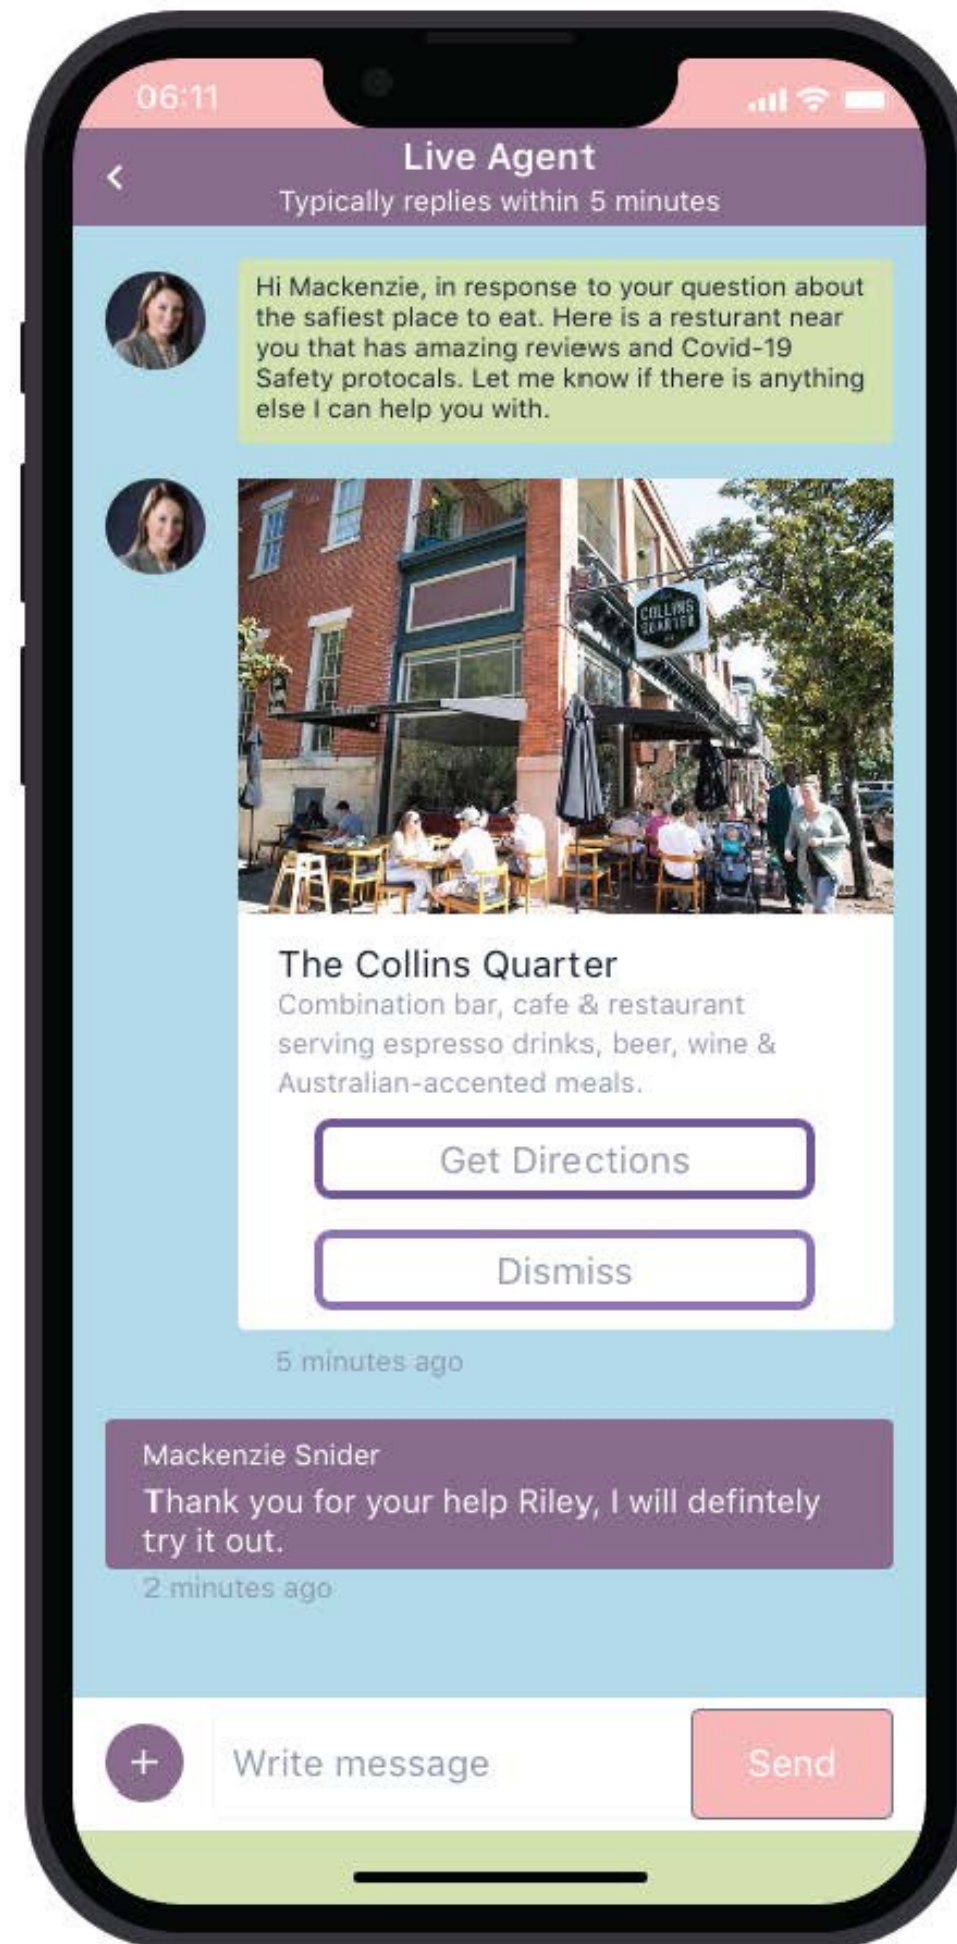 06:11
Live Agent
Typically replies within 5 minutes
Hi Mackenzie, in response to your question about
the safiest place to eat. Here is a resturant near
you that has amazing reviews and Covid-19
Safety protocals. Let me know if there is anything
else I can help you with.
COLLINS
QUARTER
The Collins Quarter
Combination bar, cafe & restaurant
serving espresso drinks, beer, wine &
Australian-accented meals.
Get Directions
Dismiss
5 minutes ago
Mackenzie Snider
Thank you for your help Riley, I will defintely
try it out.
2 minutes ago
+ Write message Send